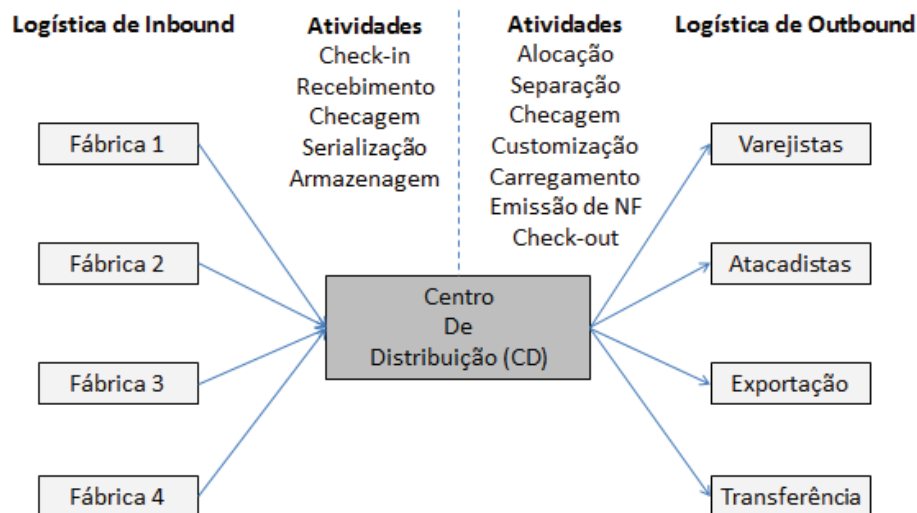 Logística de Inbound
Atividades
Check-in
Recebimento
Checagem
Serialização
Armazenagem
Atividades
Alocação
Separação
Checagem
Customização
Carregamento
Emissão de NF
Check-out
Logística de Outbound
Fábrica 1
Fábrica 2
Fábrica 3
Fábrica 4
Centro
De
Distribuição (CD)
Varejistas
Atacadistas
Exportação
Transferência